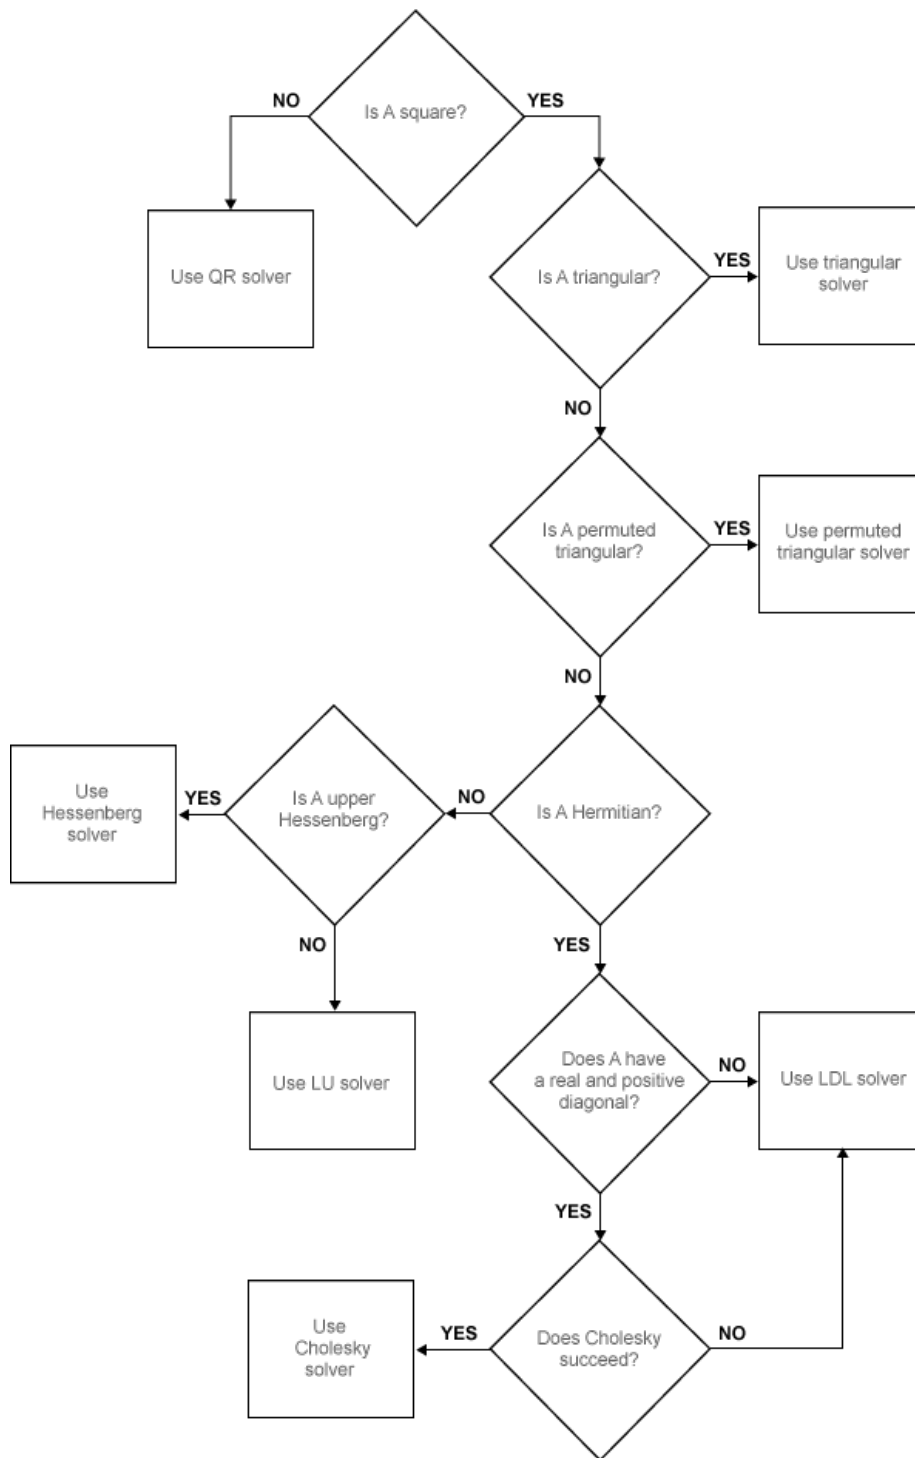 Is A square?
NO
YES
Use QR solver
Is A triangular?
YES
Use triangular
solver
NO
Is A permuted
triangular?
YES
Use permuted
triangular solver
NO
Is A Hermitian?
NO
Is A upper
Hessenberg?
YES
Use
Hessenberg
solver
NO
Use LU solver
YES
Does A have
a real and positive
diagonal?
NO
Use LDL solver
YES
Does Cholesky
succeed?
YES
Use
Cholesky
solver
NO